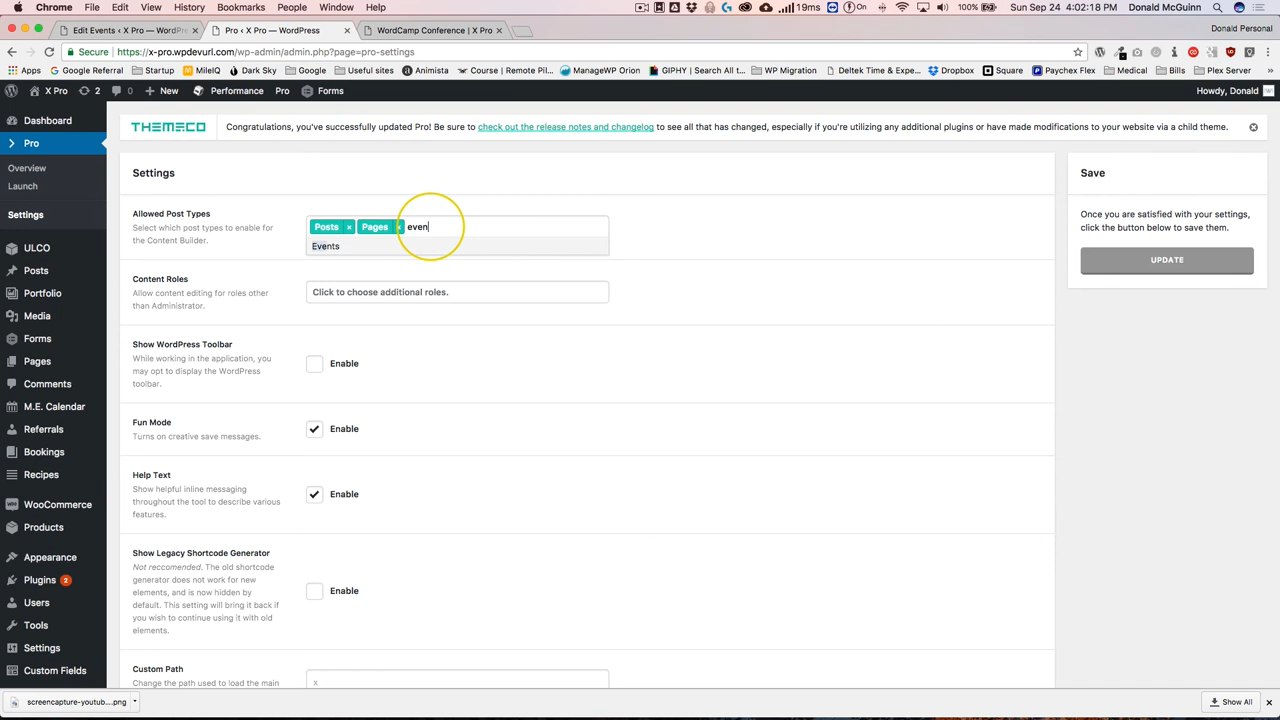 Chrome File Edit View History Bookmarks People Window Help 19ms (1) 100% Sun Sep 24 4:02:18 PM Donald McGuinn
Edit Events ‹ X Pro — WordPre × Pro ‹ X Pro — WordPress × WordCamp Conference | X Pro × Donald Personal
Secure https://x-pro.wpdevurl.com/wp-admin/admin.php?page=pro-settings
Apps Google Referral Startup MileIQ Dark Sky Google Useful sites Animista Course | Remote Pil... ManageWP Orion GIPHY | Search All t... WP Migration Deltek Time & Expe... Dropbox Square Paychex Flex Medical Bills Plex Server »
X Pro 2 0 New Performance Pro Forms Howdy, Donald
Dashboard
Pro
Overview
Launch
Settings
ULCO
Posts
Portfolio
Media
Forms
Pages
Comments
M.E. Calendar
Referrals
Bookings
Recipes
WooCommerce
Products
Appearance
Plugins 2
Users
Tools
Settings
Custom Fields
THEMECO Congratulations, you've successfully updated Pro! Be sure to check out the release notes and changelog to see all that has changed, especially if you're utilizing any additional plugins or have made modifications to your website via a child theme.
Settings
Allowed Post Types
Select which post types to enable for
the Content Builder.
Posts × Pages × even
Events
Content Roles
Allow content editing for roles other
than Administrator.
Click to choose additional roles.
Show WordPress Toolbar
While working in the application, you
may opt to display the WordPress
toolbar.
Enable
Fun Mode
Turns on creative save messages.
Enable
Help Text
Show helpful inline messaging
throughout the tool to describe various
features.
Enable
Show Legacy Shortcode Generator
Not reccomended. The old shortcode
generator does not work for new
elements, and is now hidden by
default. This setting will bring it back if
you wish to continue using it with old
elements.
Enable
Custom Path
Change the path used to load the main
x
Save
Once you are satisfied with your settings,
click the button below to save them.
UPDATE
screencapture-youtub....png
Show All ×